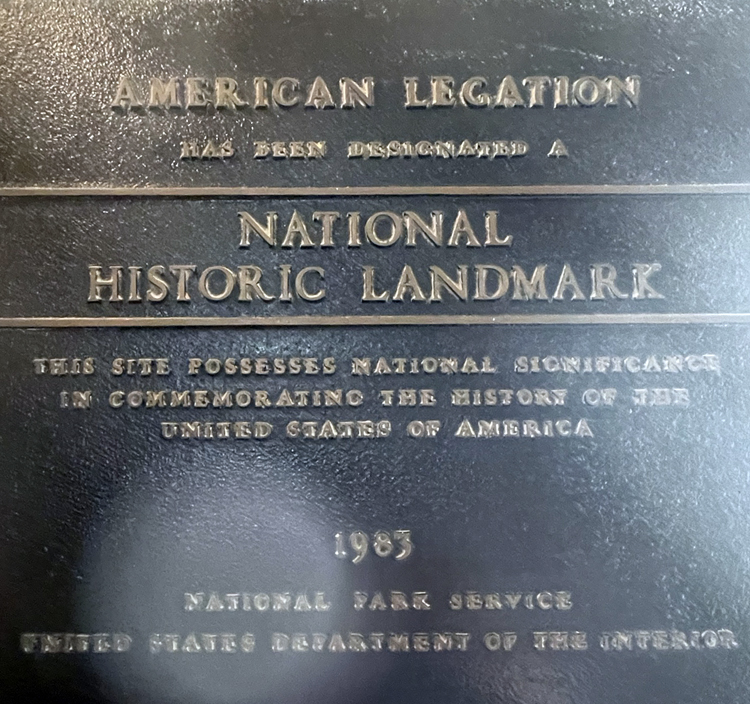 AMERICAN LEGATION
HAS BEEN DESIGNATED A
NATIONAL
HISTORIC LANDMARK
THIS SITE POSSESSES NATIONAL SIGNIFICANCE
IN COMMEMORATING THE HISTORY OF THE
UNITED STATES OF AMERICA
1983
NATIONAL PARK SERVICE
UNITED STATES DEPARTMENT OF THE INTERIOR